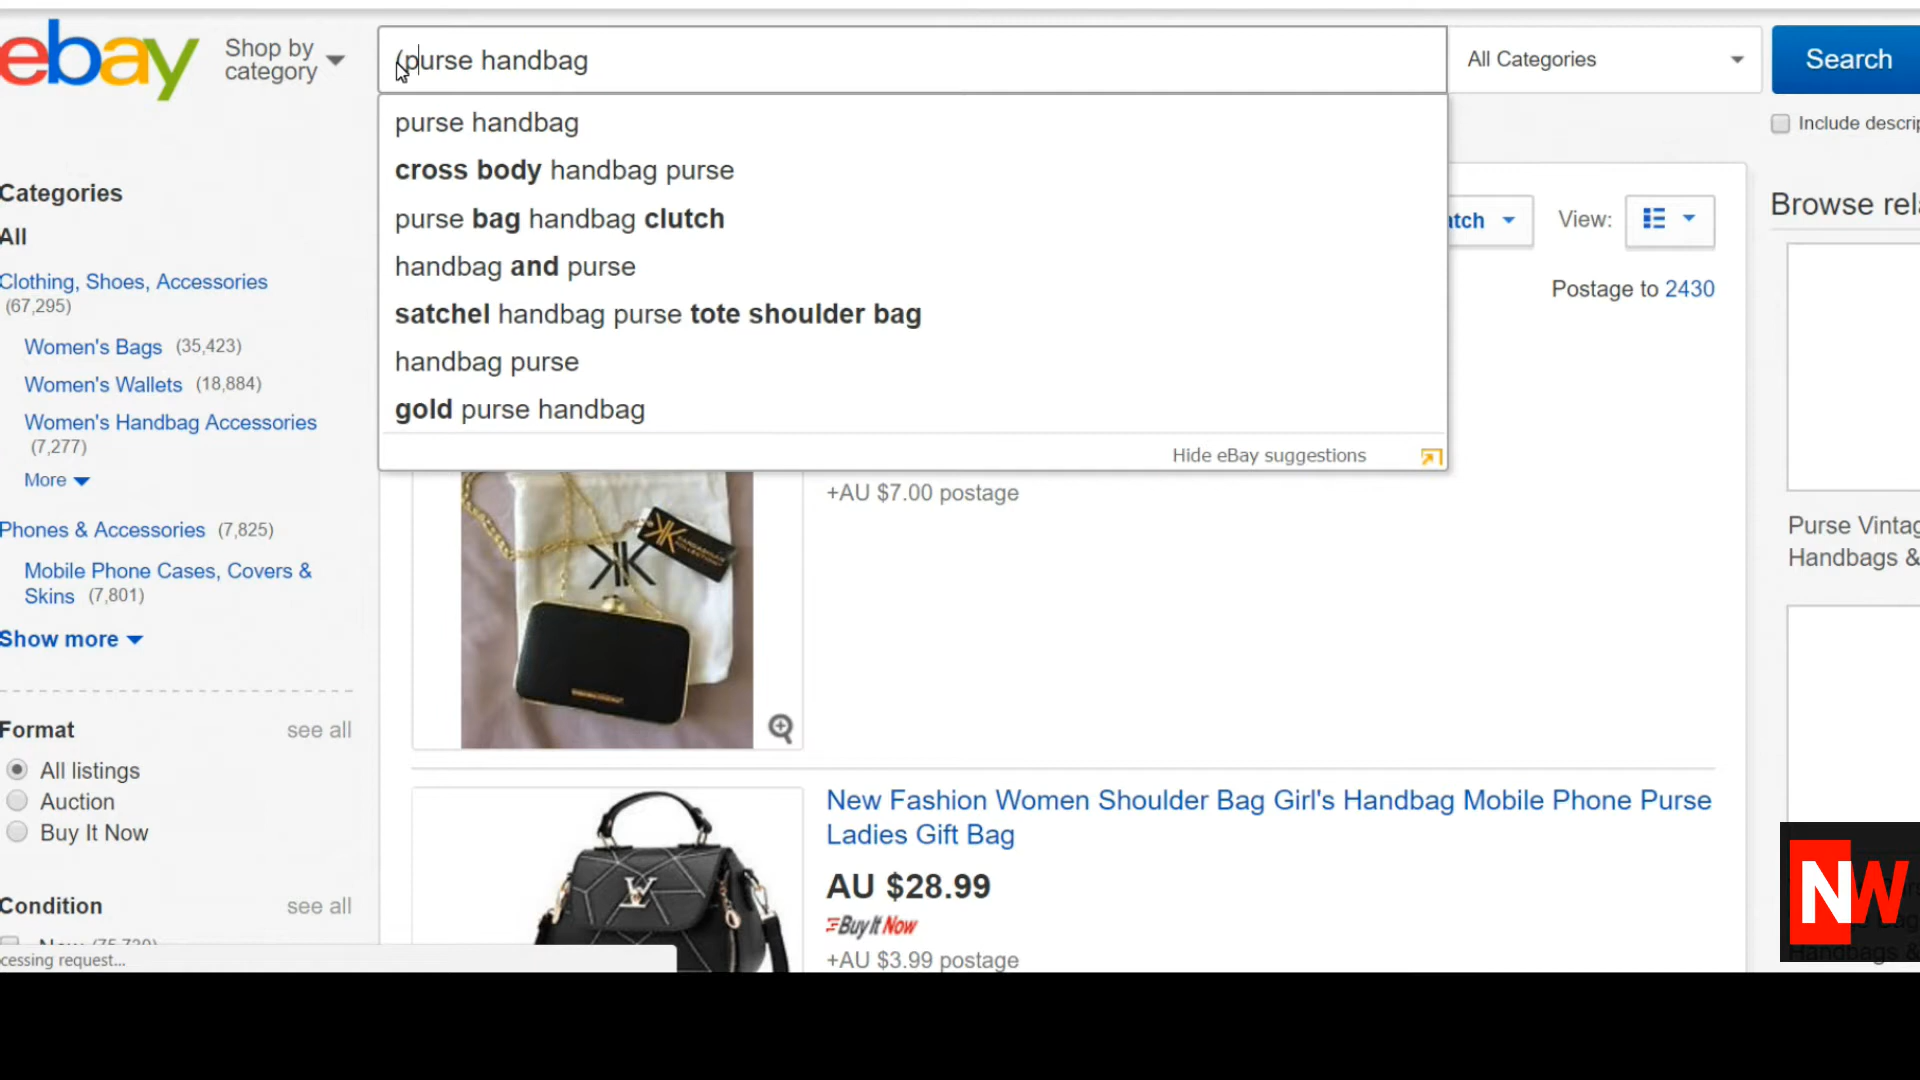 ebay
Shop by
category
(purse handbag
All Categories
Search
Include descrip
purse handbag
cross body handbag purse
purse bag handbag clutch
handbag and purse
satchel handbag purse tote shoulder bag
handbag purse
gold purse handbag
Hide eBay suggestions
Categories
All
Clothing, Shoes, Accessories
(67,295)
Women's Bags (35,423)
Women's Wallets (18,884)
Women's Handbag Accessories
(7,277)
More
Phones & Accessories (7,825)
Mobile Phone Cases, Covers &
Skins (7,801)
Show more
Format see all
All listings
Auction
Buy It Now
Condition see all
New (75,730)
cessing request...
atch
View:
Postage to 2430
+AU $7.00 postage
New Fashion Women Shoulder Bag Girl's Handbag Mobile Phone Purse
Ladies Gift Bag
AU $28.99
Buy It Now
+AU $3.99 postage
Browse rel
Purse Vintag
Handbags &
NW
Handbags &